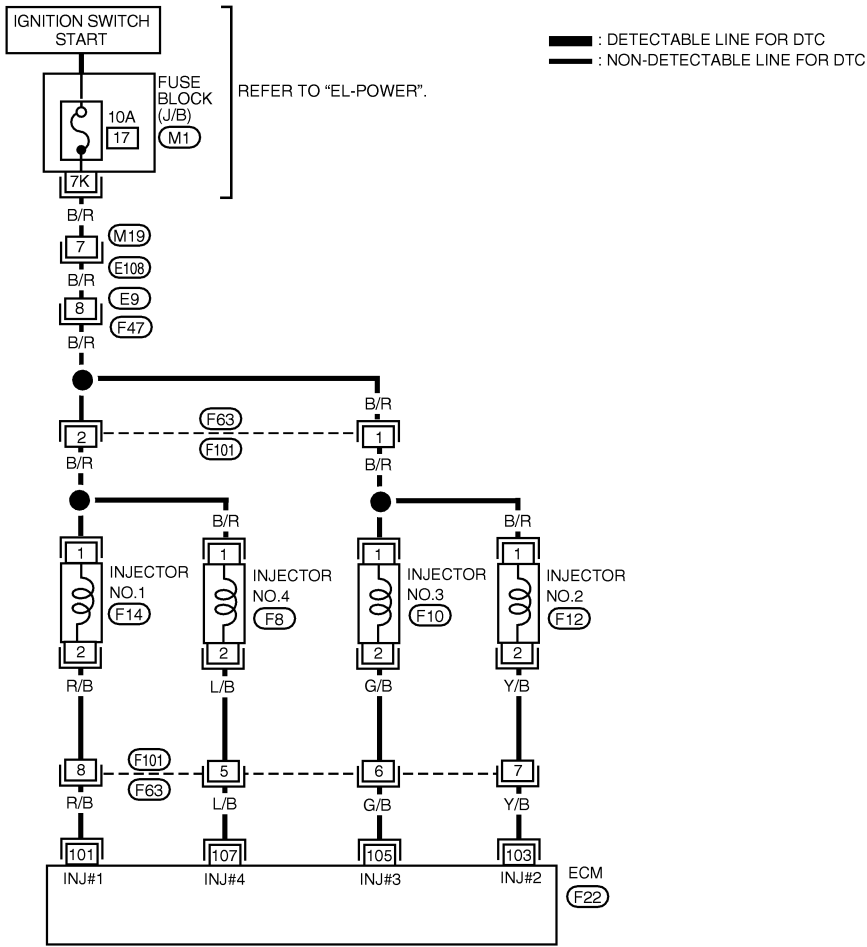 IGNITION SWITCH
START
: DETECTABLE LINE FOR DTC
: NON-DETECTABLE LINE FOR DTC
FUSE
BLOCK
(J/B)
M1
10A
17
REFER TO "EL-POWER".
7K
B/R
7
M19
E108
B/R
8
E9
F47
B/R
B/R
2
F63
F101
1
B/R
B/R
B/R
B/R
1
1
1
1
INJECTOR
NO.1
F14
INJECTOR
NO.4
F8
INJECTOR
NO.3
F10
INJECTOR
NO.2
F12
2
2
2
2
R/B
L/B
G/B
Y/B
8
F101
F63
5
6
7
R/B
L/B
G/B
Y/B
101
107
105
103
INJ#1
INJ#4
INJ#3
INJ#2
ECM
F22